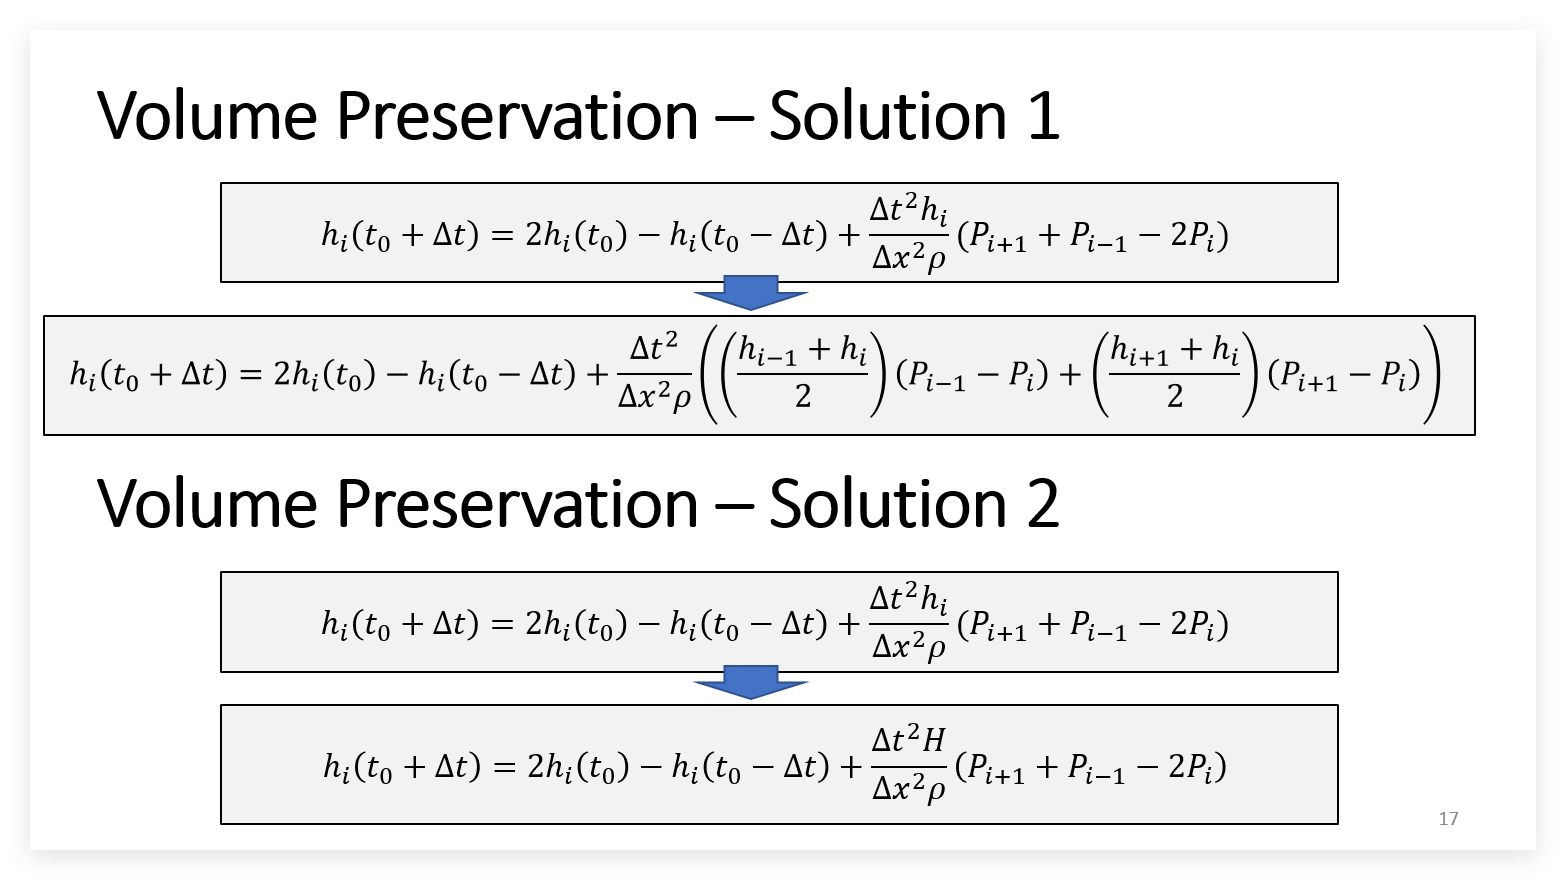 Volume Preservation – Solution 1
$h_i(t_0 + \Delta t) = 2h_i(t_0) - h_i(t_0 - \Delta t) + \frac{\Delta t^2 h_i}{\Delta x^2 \rho}(P_{i+1} + P_{i-1} - 2P_i)$
$h_i(t_0 + \Delta t) = 2h_i(t_0) - h_i(t_0 - \Delta t) + \frac{\Delta t^2}{\Delta x^2 \rho}\left(\left(\frac{h_{i-1} + h_i}{2}\right)(P_{i-1} - P_i) + \left(\frac{h_{i+1} + h_i}{2}\right)(P_{i+1} - P_i)\right)$
Volume Preservation – Solution 2
$h_i(t_0 + \Delta t) = 2h_i(t_0) - h_i(t_0 - \Delta t) + \frac{\Delta t^2 h_i}{\Delta x^2 \rho}(P_{i+1} + P_{i-1} - 2P_i)$
$h_i(t_0 + \Delta t) = 2h_i(t_0) - h_i(t_0 - \Delta t) + \frac{\Delta t^2 H}{\Delta x^2 \rho}(P_{i+1} + P_{i-1} - 2P_i)$
17